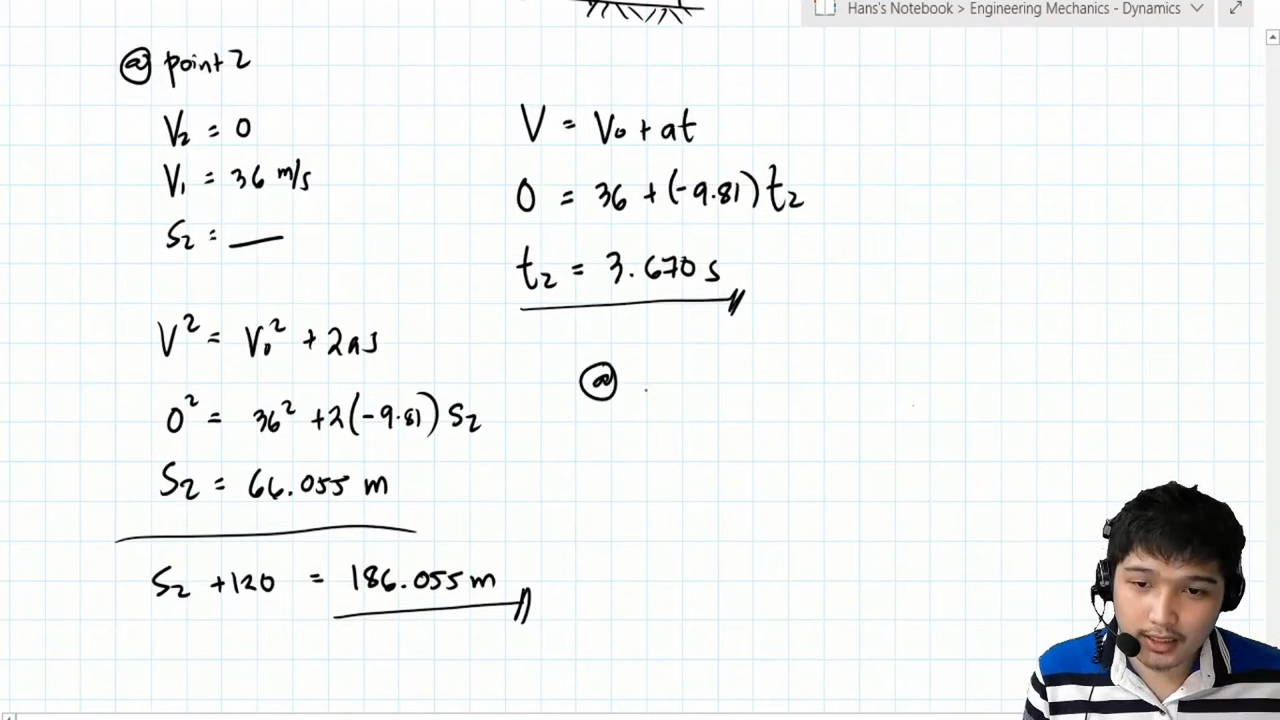 Hans's Notebook > Engineering Mechanics - Dynamics
@ point 2
V₂ = 0
V₁ = 36 m/s
S₂ = __
V² = V₀² + 2as
0² = 36² + 2(-9.81) S₂
S₂ = 66.055 m
S₂ + 120 = 186.055 m
V = V₀ + at
0 = 36 + (-9.81) t₂
t₂ = 3.670 s
@